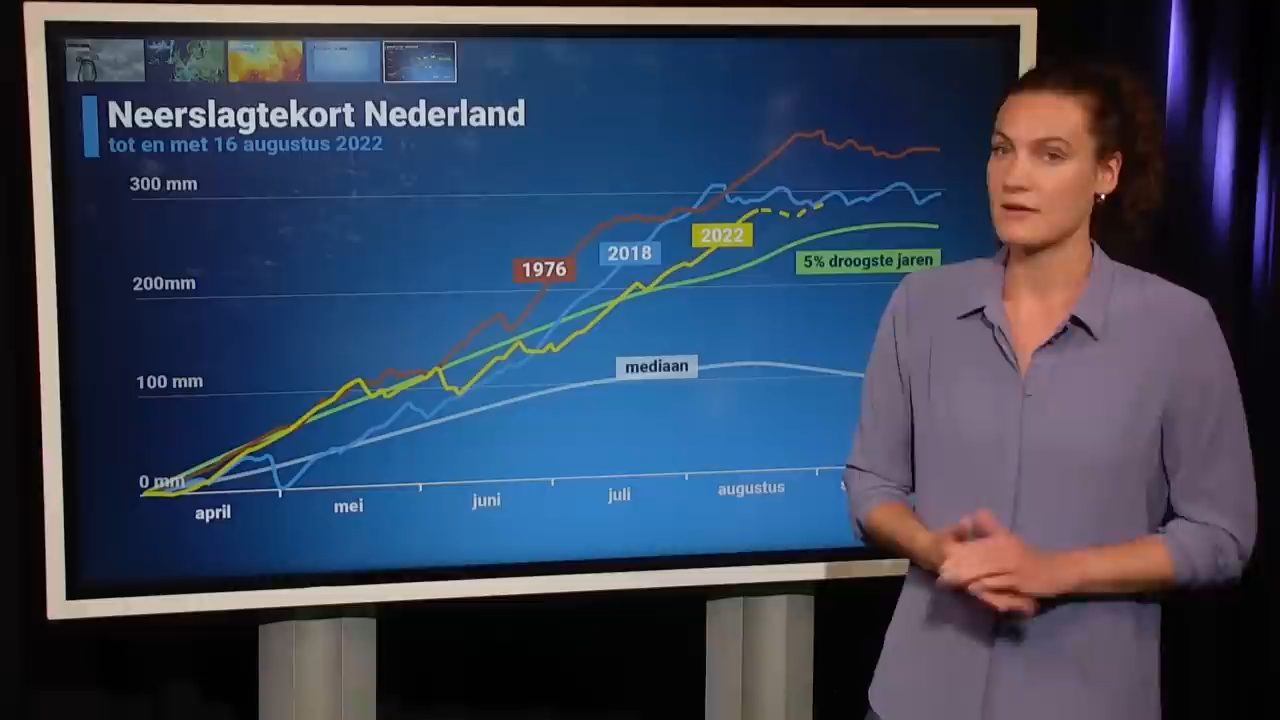 Neerslagtekort Nederland
tot en met 16 augustus 2022
300 mm
200mm
100 mm
0 mm
1976
2018
2022
5% droogste jaren
mediaan
april
mei
juni
juli
augustus